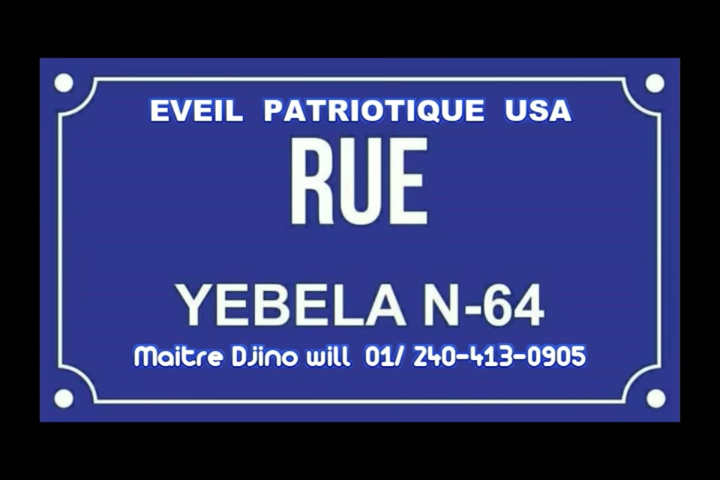 EVEIL PATRIOTIQUE USA
RUE
YEBELA N-64
Maitre Djino will 01/ 240-413-0905